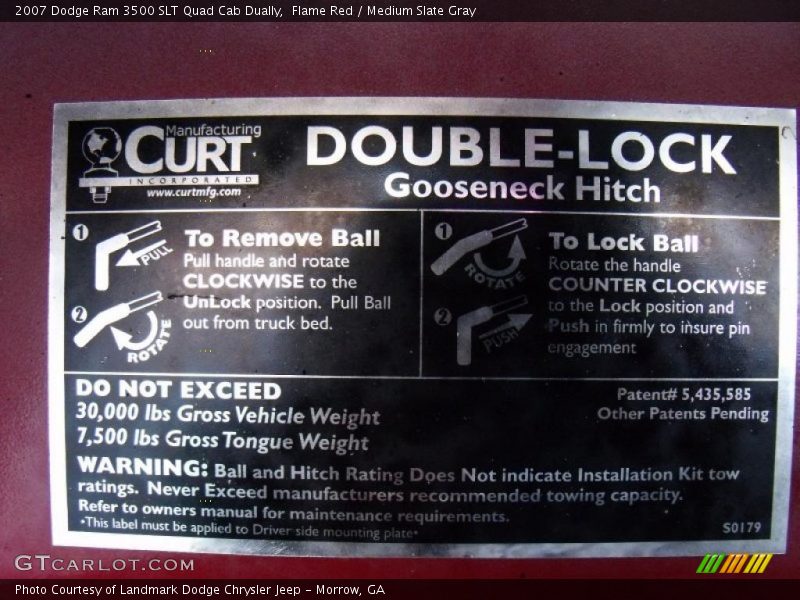 2007 Dodge Ram 3500 SLT Quad Cab Dually,  Flame Red / Medium Slate Gray
Manufacturing
CURT
INCORPORATED
www.curtmfg.com
DOUBLE-LOCK
Gooseneck Hitch
1
PULL
2
ROTATE
To Remove Ball
Pull handle and rotate
CLOCKWISE to the
UnLock position. Pull Ball
out from truck bed.
1
ROTATE
2
PUSH
To Lock Ball
Rotate the handle
COUNTER CLOCKWISE
to the Lock position and
Push in firmly to insure pin
engagement
DO NOT EXCEED
30,000 lbs Gross Vehicle Weight
7,500 lbs Gross Tongue Weight
Patent# 5,435,585
Other Patents Pending
WARNING: Ball and Hitch Rating Does Not indicate Installation Kit tow
ratings. Never Exceed manufacturers recommended towing capacity.
Refer to owners manual for maintenance requirements.
*This label must be applied to Driver side mounting plate*
S0179
GTCARLOT.COM
Photo Courtesy of Landmark Dodge Chrysler Jeep - Morrow, GA